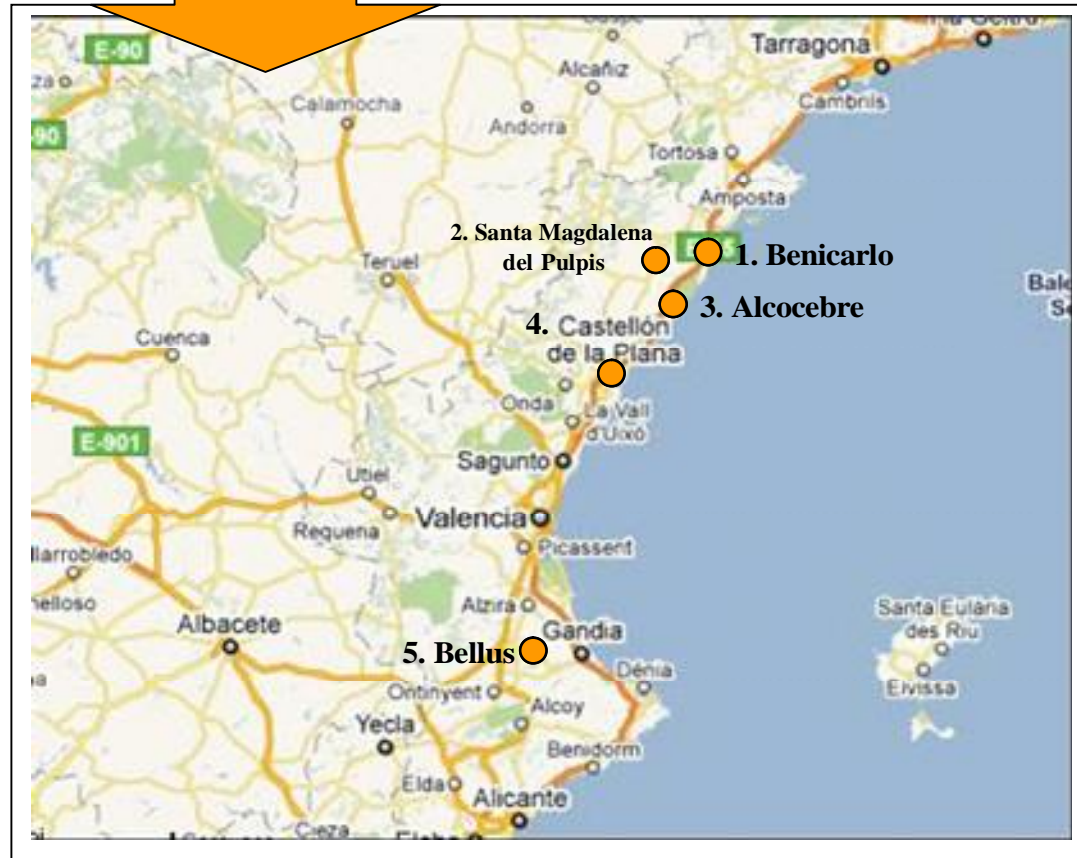 E-90
Tarragona
Alcañiz
Cambrils
Calamocha
Andorra
90
Tortosa
Amposta
2. Santa Magdalena
del Pulpis
1. Benicarlo
Teruel
3. Alcocebre
4. Castellón
de la Plana
Cuenca
Onda
La Vall
d'Uixó
E-901
Sagunto
Utiel
Requena
Valencia
Picassent
Alzira
Santa Eulària
des Riu
Albacete
Gandia
5. Bellus
Dénia
Eivissa
Ontinyent
Alcoy
Yecla
Benidorm
Elda
Alicante
Cieza